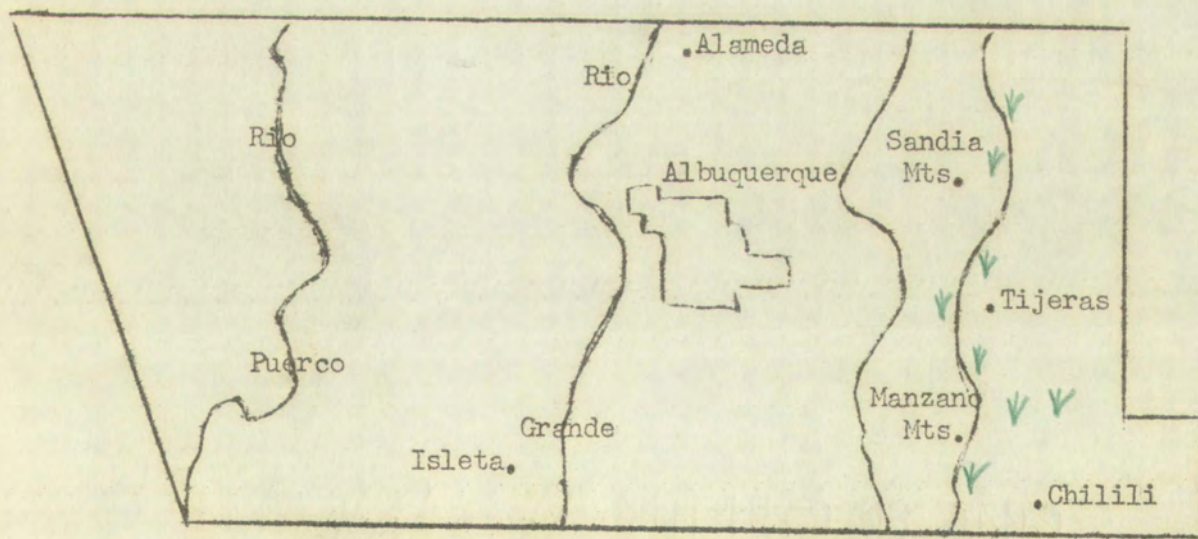 Rio
Puerco
Rio
Grande
Alameda
Albuquerque
Isleta
Sandia
Mts.
Tijeras
Manzano
Mts.
Chilili